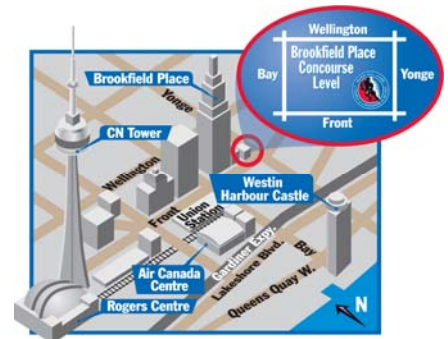 Wellington
Brookfield Place
Concourse
Level
Bay
Yonge
Front
Brookfield Place
Yonge
CN Tower
Wellington
Westin
Harbour Castle
Front
Union
Station
Gardiner Expy.
Lakeshore Blvd.
Bay
Air Canada
Centre
Queens Quay W.
Rogers Centre
N